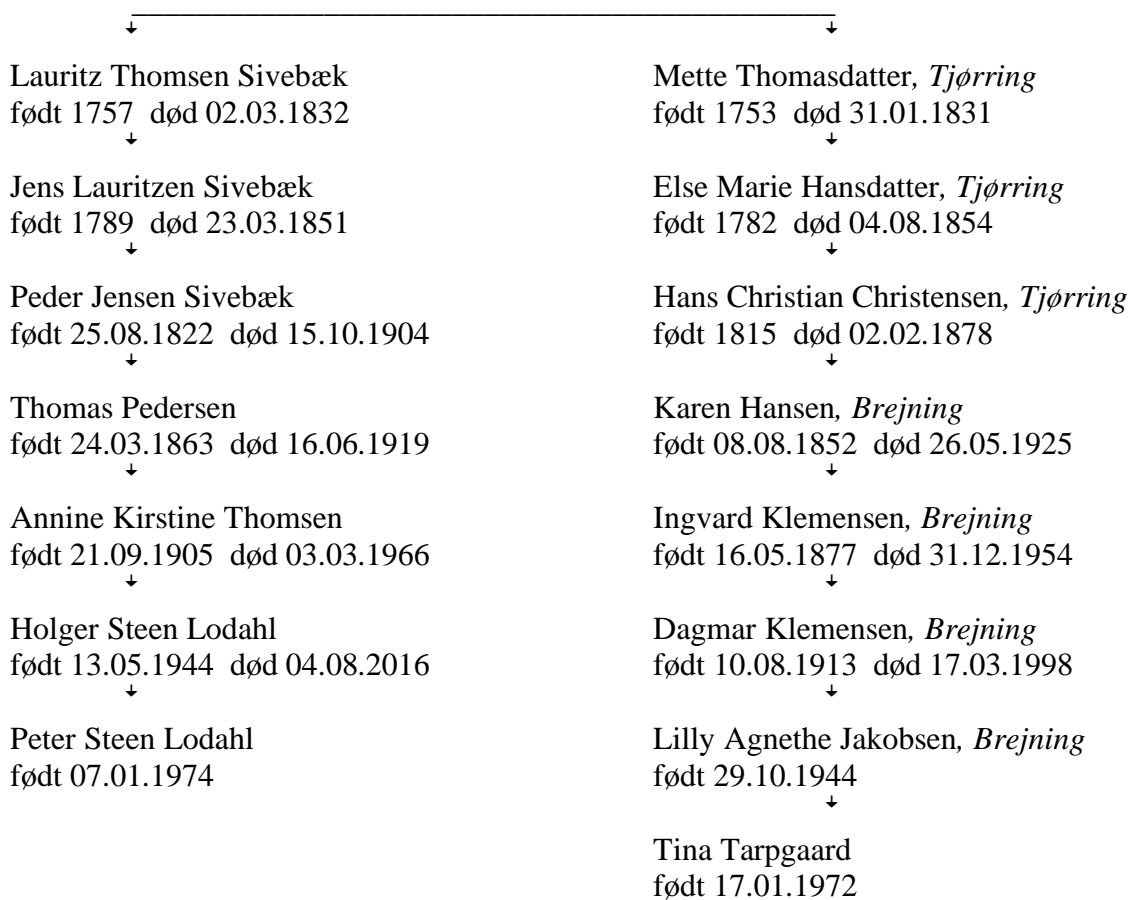 Lauritz Thomsen Sivebæk
født 1757 død 02.03.1832
Jens Lauritzen Sivebæk
født 1789 død 23.03.1851
Peder Jensen Sivebæk
født 25.08.1822 død 15.10.1904
Thomas Pedersen
født 24.03.1863 død 16.06.1919
Annine Kirstine Thomsen
født 21.09.1905 død 03.03.1966
Holger Steen Lodahl
født 13.05.1944 død 04.08.2016
Peter Steen Lodahl
født 07.01.1974
Mette Thomasdatter, Tjørring
født 1753 død 31.01.1831
Else Marie Hansdatter, Tjørring
født 1782 død 04.08.1854
Hans Christian Christensen, Tjørring
født 1815 død 02.02.1878
Karen Hansen, Brejning
født 08.08.1852 død 26.05.1925
Ingvard Klemensen, Brejning
født 16.05.1877 død 31.12.1954
Dagmar Klemensen, Brejning
født 10.08.1913 død 17.03.1998
Lilly Agnethe Jakobsen, Brejning
født 29.10.1944
Tina Tarpgaard
født 17.01.1972